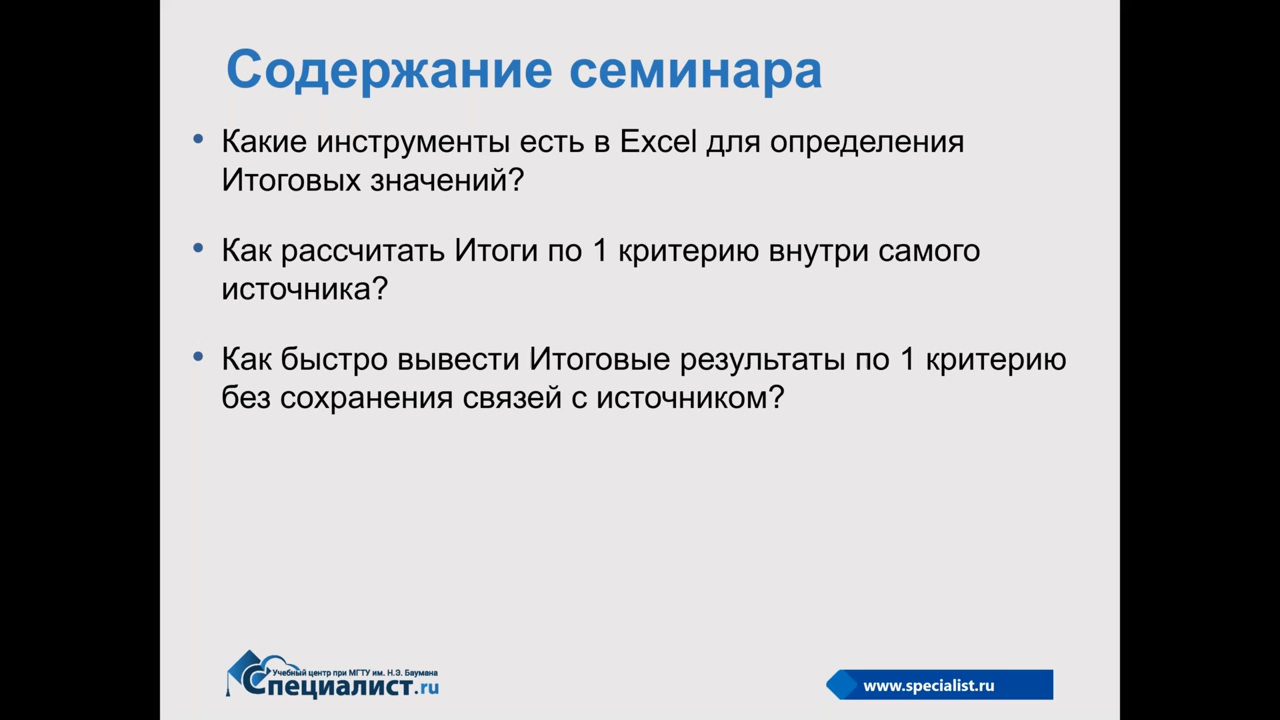 Содержание семинара
• Какие инструменты есть в Excel для определения
Итоговых значений?
• Как рассчитать Итоги по 1 критерию внутри самого
источника?
• Как быстро вывести Итоговые результаты по 1 критерию
без сохранения связей с источником?
Учебный центр при МГТУ им. Н.Э. Баумана
Специалист.ru
www.specialist.ru